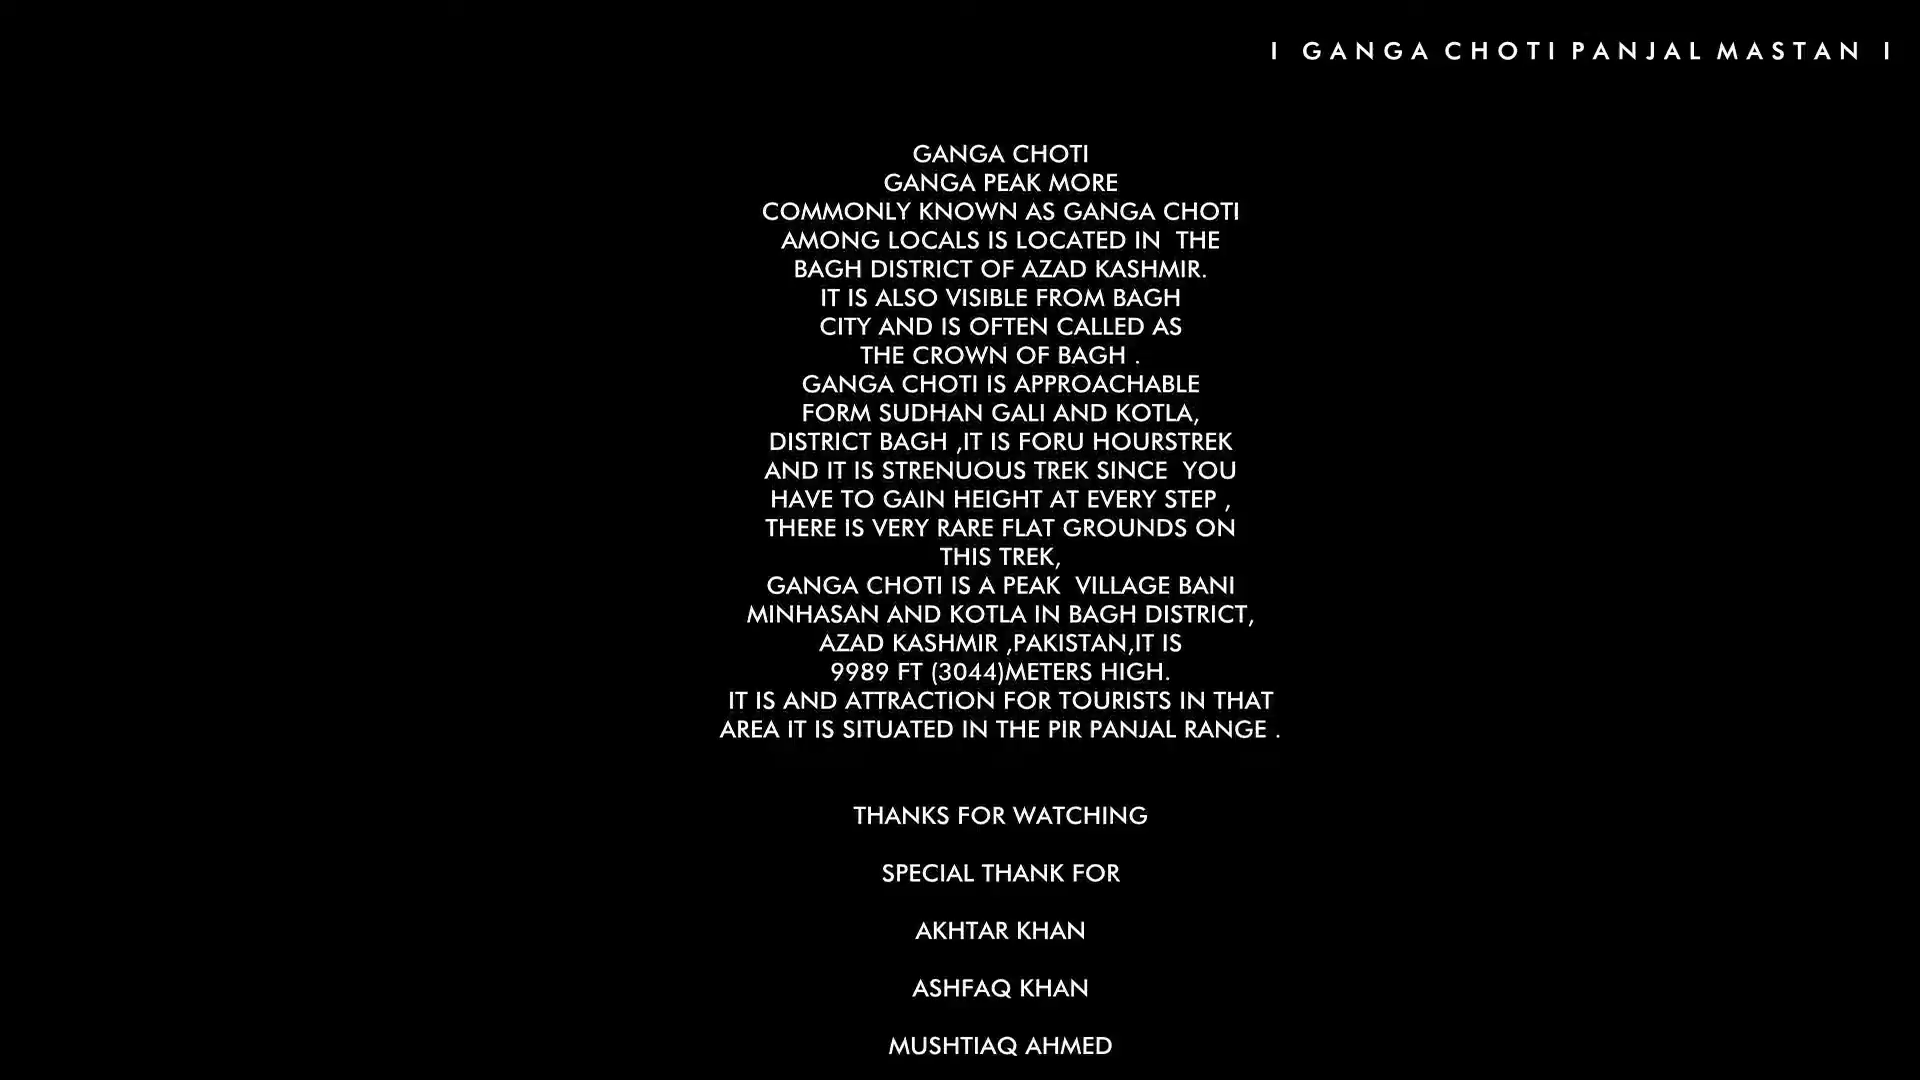 I GANGA CHOTI PANJAL MASTAN I
GANGA CHOTI
GANGA PEAK MORE
COMMONLY KNOWN AS GANGA CHOTI
AMONG LOCALS IS LOCATED IN THE
BAGH DISTRICT OF AZAD KASHMIR.
IT IS ALSO VISIBLE FROM BAGH
CITY AND IS OFTEN CALLED AS
THE CROWN OF BAGH .
GANGA CHOTI IS APPROACHABLE
FORM SUDHAN GALI AND KOTLA,
DISTRICT BAGH ,IT IS FORU HOURSTREK
AND IT IS STRENUOUS TREK SINCE YOU
HAVE TO GAIN HEIGHT AT EVERY STEP ,
THERE IS VERY RARE FLAT GROUNDS ON
THIS TREK,
GANGA CHOTI IS A PEAK VILLAGE BANI
MINHASAN AND KOTLA IN BAGH DISTRICT,
AZAD KASHMIR ,PAKISTAN,IT IS
9989 FT (3044)METERS HIGH.
IT IS AND ATTRACTION FOR TOURISTS IN THAT
AREA IT IS SITUATED IN THE PIR PANJAL RANGE .
THANKS FOR WATCHING
SPECIAL THANK FOR
AKHTAR KHAN
ASHFAQ KHAN
MUSHTIAQ AHMED